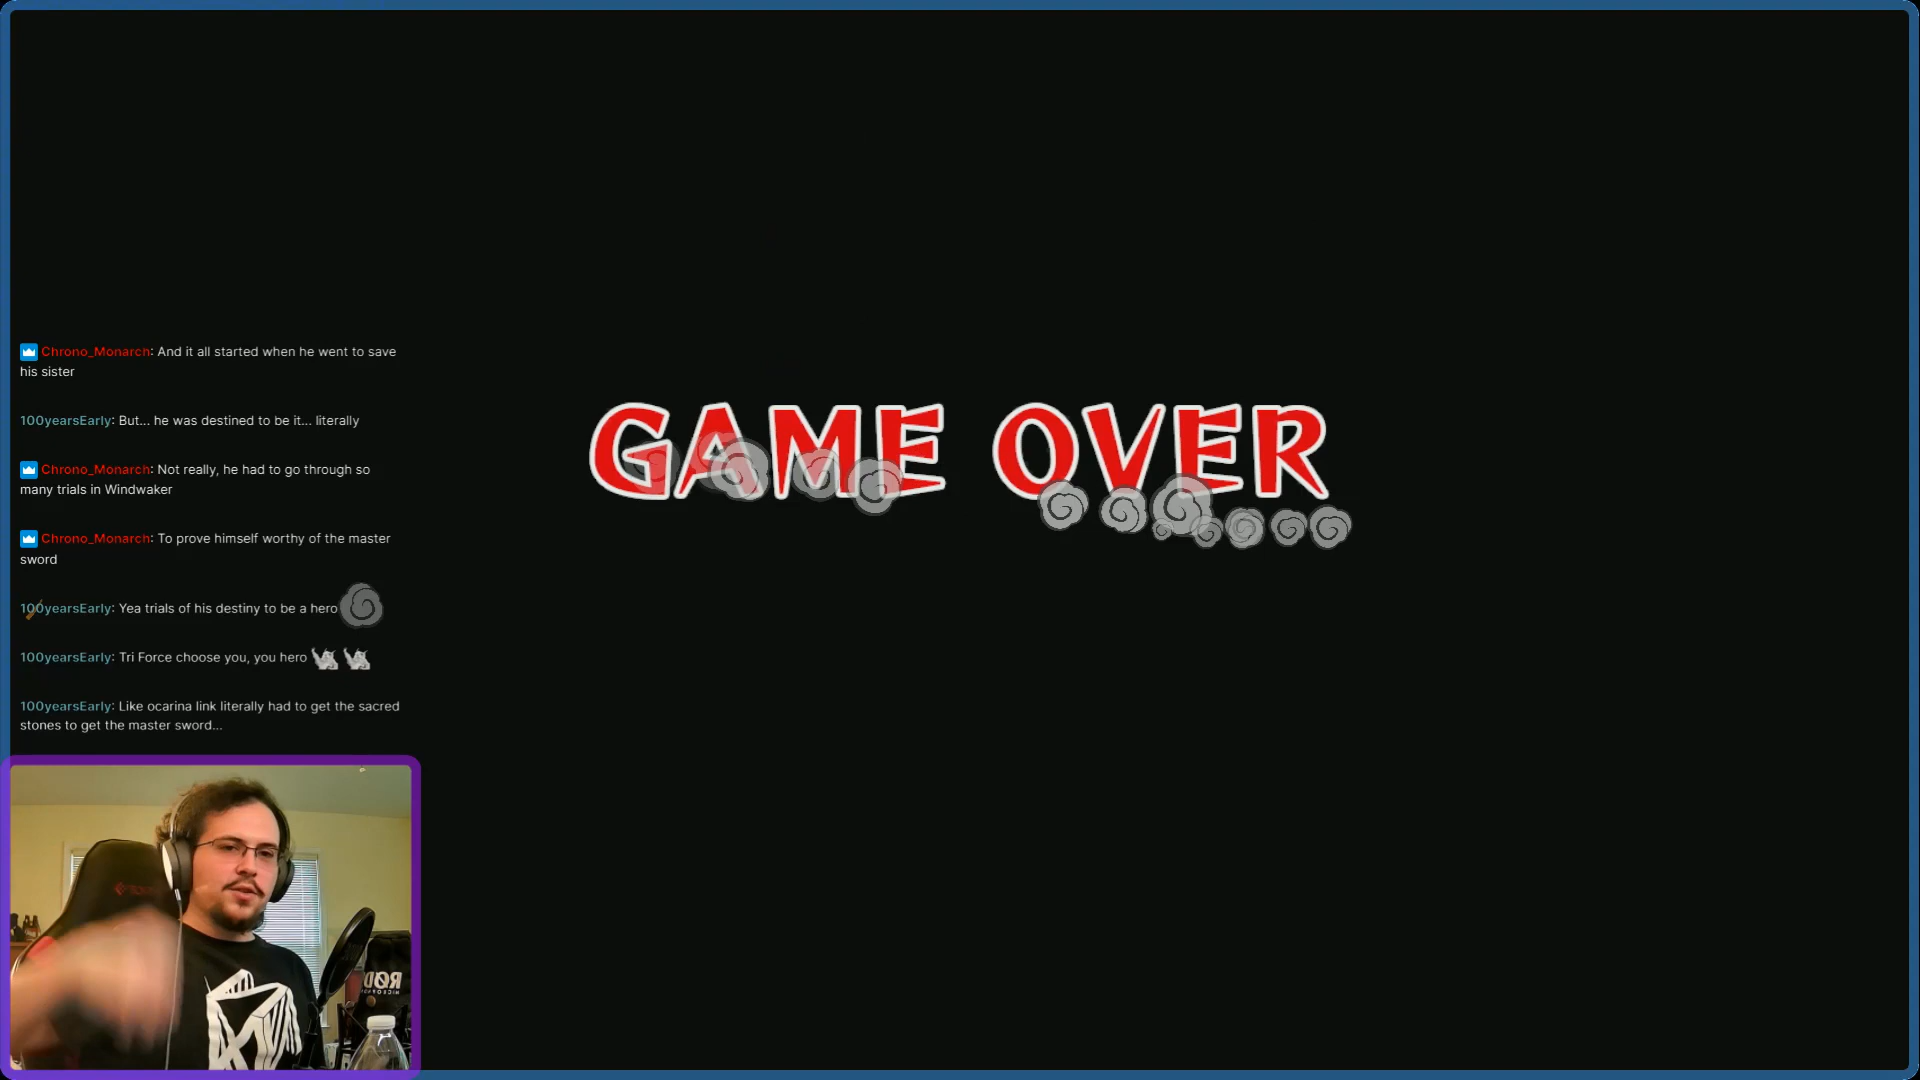 Chrono_Monarch: And it all started when he went to save
his sister
100yearsEarly: But... he was destined to be it... literally
Chrono_Monarch: Not really, he had to go through so
many trials in Windwaker
Chrono_Monarch: To prove himself worthy of the master
sword
100yearsEarly: Yea trials of his destiny to be a hero
100yearsEarly: Tri Force choose you, you hero
100yearsEarly: Like ocarina link literally had to get the sacred
stones to get the master sword...
GAME OVER